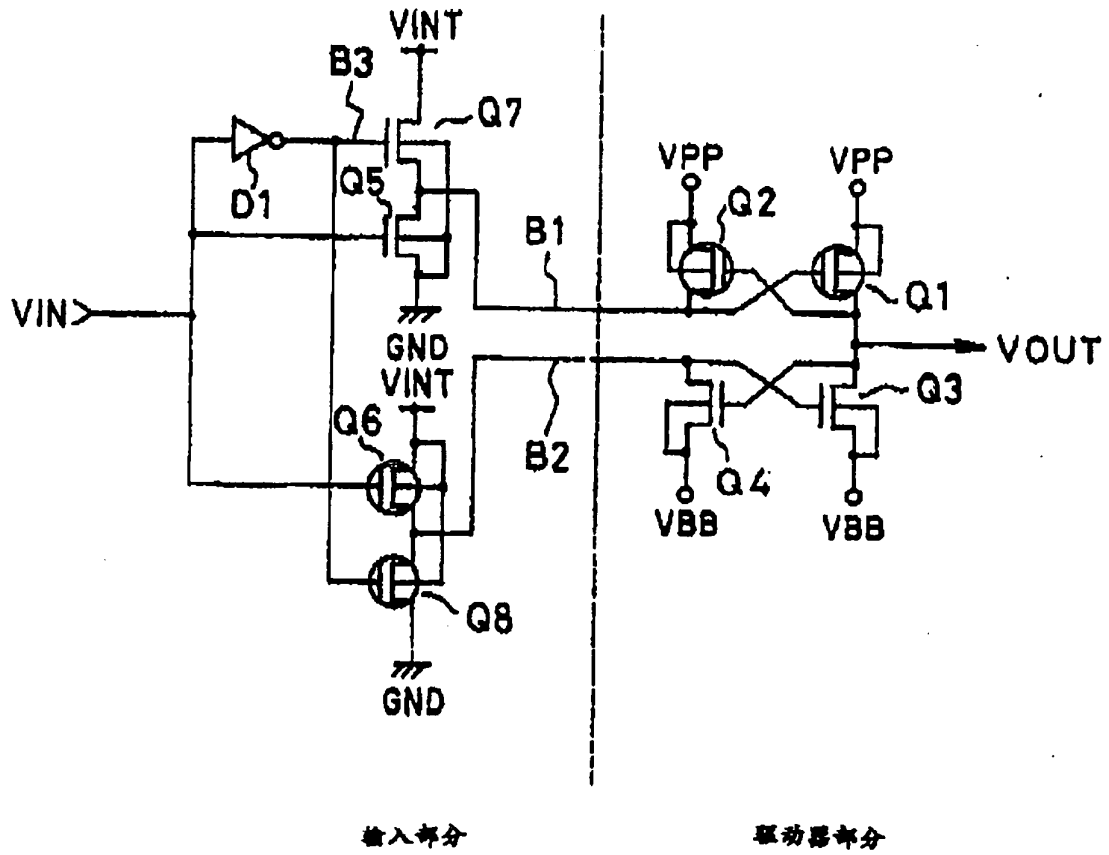 VINT
B3
Q7
D1
Q5
VPP
VPP
Q2
B1
Q1
VIN
GND
VINT
VOUT
Q6
B2
Q3
Q4
VBB
VBB
Q8
GND
输入部分
驱动器部分